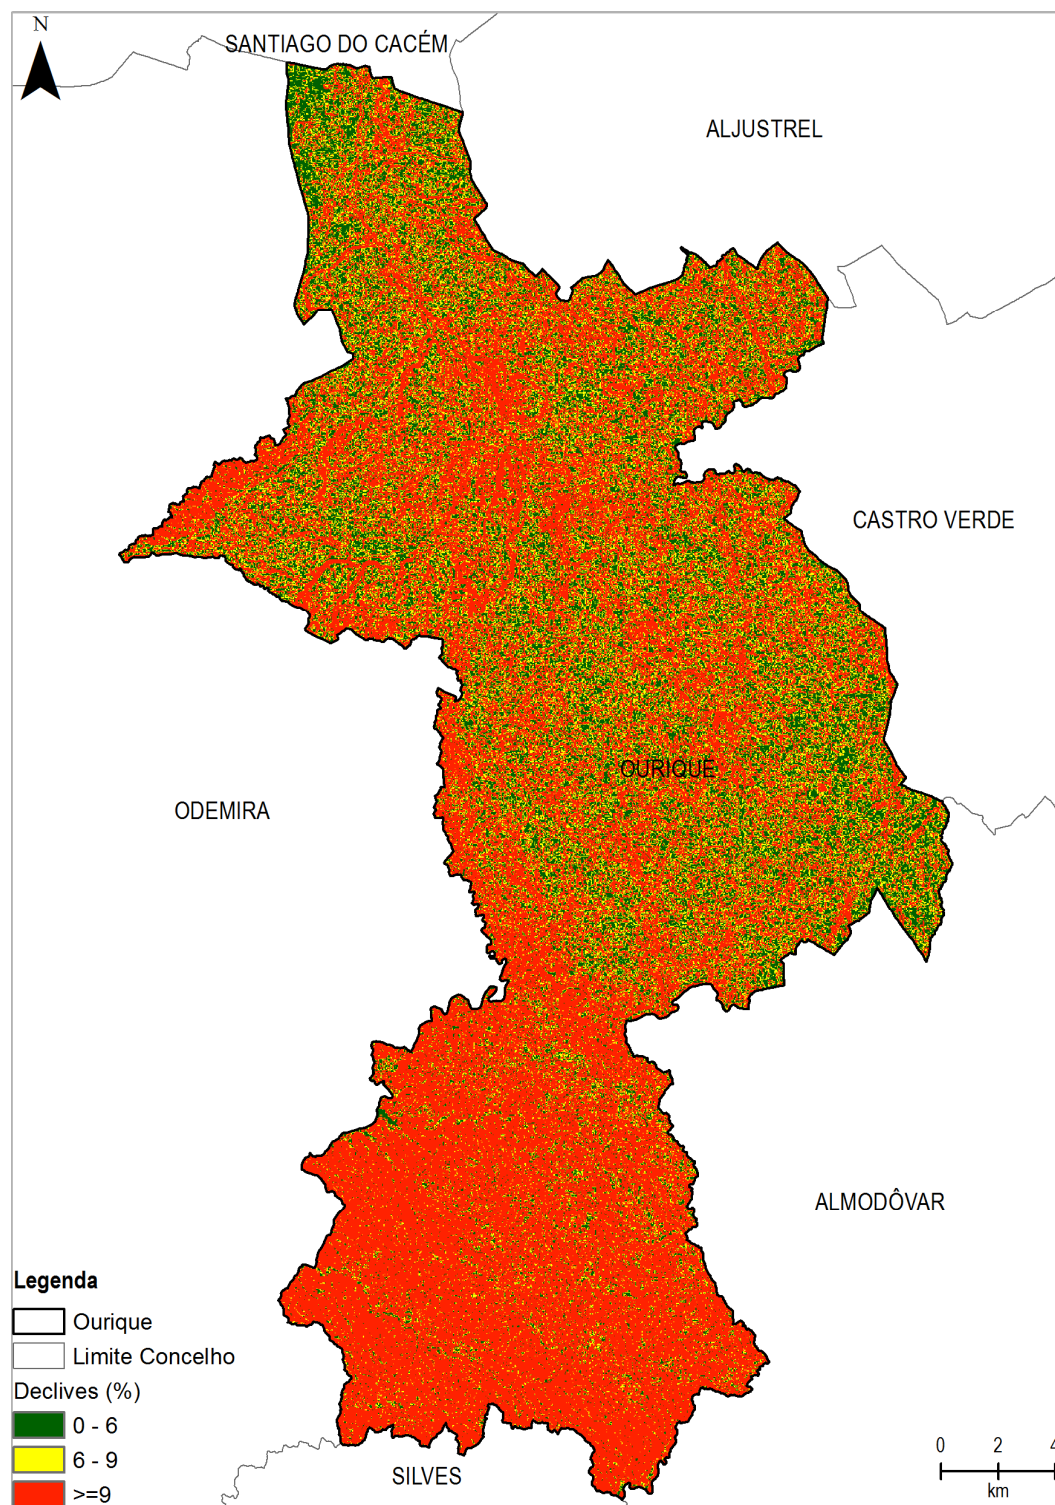 N
SANTIAGO DO CACÉM
ALJUSTREL
CASTRO VERDE
OURIQUE
ODEMIRA
ALMODÔVAR
SILVES
Legenda
Ourique
Limite Concelho
Declives (%)
0 - 6
6 - 9
>=9
0 2 4
km